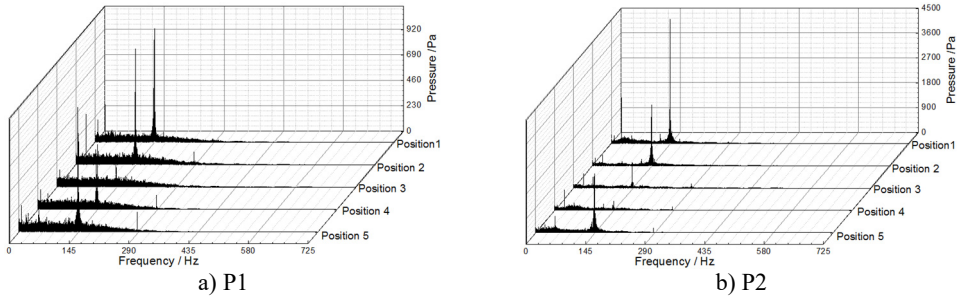 920
690
460
230
0
Pressure /Pa
Position1
Position 2
Position 3
Position 4
Position 5
0 145 290 435 580 725
Frequency / Hz
a) P1
4500
3600
2700
1800
900
0
Pressure /Pa
Position1
Position 2
Position 3
Position 4
Position 5
0 145 290 435 580 725
Frequency / Hz
b) P2